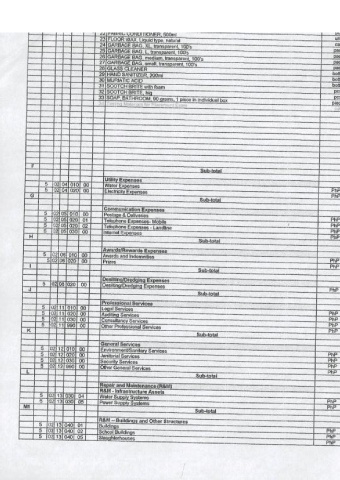 22 FABRIC CONDITIONER, 500ml
23 FLOOR WAX, Liquid type, natural
24 GARBAGE BAG, XL, transparent, 100's
25 GARBAGE BAG, L, transparent, 100's
26 GARBAGE BAG, medium, transparent, 100's
27 GARBAGE BAG, small, transparent, 100's
28 GLASS CLEANER
29 HAND SANITIZER, 200ml
30 MURIATIC ACID
31 SCOTCH BRITE with foam
32 SCOTCH BRITE, big
33 SOAP, BATHROOM, 60 grams, 1 piece in individual box
F
Sub-total
Utility Expenses
5 02 04 010 00 Water Expenses
5 02 04 020 00 Electricity Expenses PhP
G Sub-total PhP
Communication Expenses
5 02 05 010 00 Postage & Deliveries
5 02 05 020 01 Telephone Expenses- Mobile PhP
5 02 05 020 02 Telephone Expenses - Landline PhP
5 02 05 030 00 Internet Expenses PhP
H Sub-total PhP
Awards/Rewards Expenses
5 02 06 010 00 Awards and Indemnities
5 02 06 020 00 Prizes PhP
I Sub-total PhP
Desilting/Dredging Expenses
5 02 08 020 00 Desilting/Dredging Expenses
J Sub-total PhP
Professional Services
5 02 11 010 00 Legal Services
5 02 11 020 00 Auditing Services PhP
5 02 11 030 00 Consultancy Services PhP
5 02 11 990 00 Other Professional Services PhP
K Sub-total PhP
General Services
5 02 12 010 00 Environment/Sanitary Services
5 02 12 020 00 Janitorial Services PhP
5 02 12 030 00 Security Services PhP
5 02 12 990 00 Other General Services PhP
L Sub-total PhP
Repair and Maintenance (R&M)
R&M - Infrastructure Assets
5 02 13 030 04 Water Supply Systems
5 02 13 030 05 Power Supply Systems PhP
M Sub-total PhP
R&M – Buildings and Other Structures
5 02 13 040 01 Buildings
5 02 13 040 02 School Buildings PhP
5 02 13 040 05 Slaughterhouses PhP